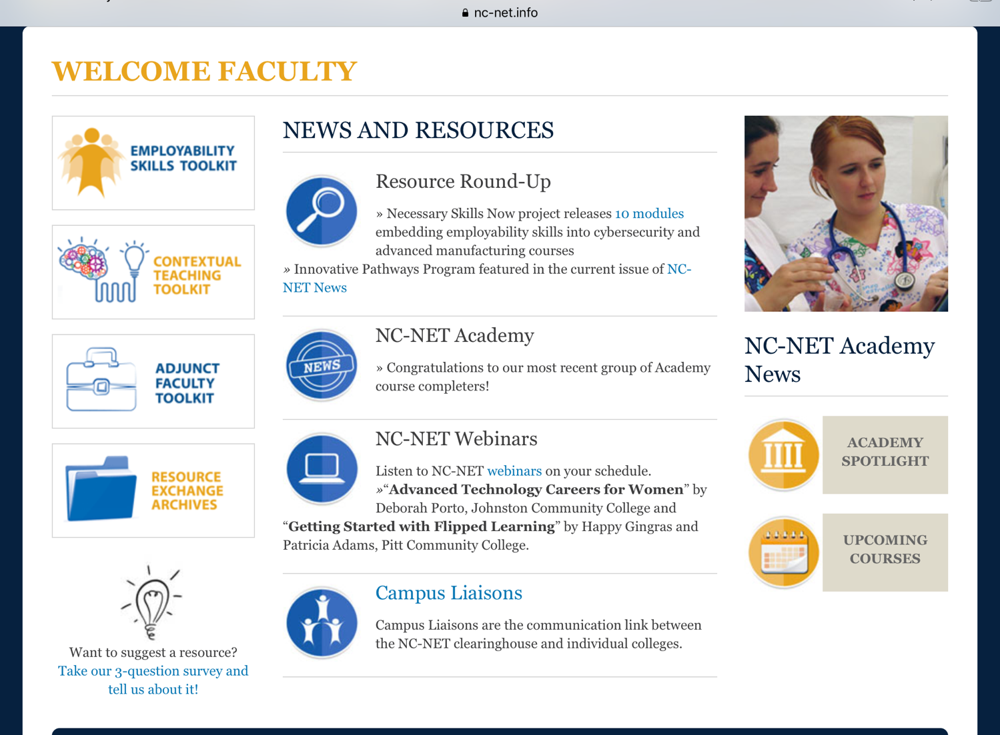 nc-net.info
WELCOME FACULTY
EMPLOYABILITY
SKILLS TOOLKIT
CONTEXTUAL
TEACHING
TOOLKIT
ADJUNCT
FACULTY
TOOLKIT
RESOURCE
EXCHANGE
ARCHIVES
Want to suggest a resource?
Take our 3-question survey and
tell us about it!
NEWS AND RESOURCES
Resource Round-Up
» Necessary Skills Now project releases 10 modules
embedding employability skills into cybersecurity and
advanced manufacturing courses
» Innovative Pathways Program featured in the current issue of NC-
NET News
NEWS
NC-NET Academy
» Congratulations to our most recent group of Academy
course completers!
NC-NET Webinars
Listen to NC-NET webinars on your schedule.
»“Advanced Technology Careers for Women” by
Deborah Porto, Johnston Community College and
“Getting Started with Flipped Learning” by Happy Gingras and
Patricia Adams, Pitt Community College.
Campus Liaisons
Campus Liaisons are the communication link between
the NC-NET clearinghouse and individual colleges.
NC-NET Academy
News
ACADEMY
SPOTLIGHT
UPCOMING
COURSES